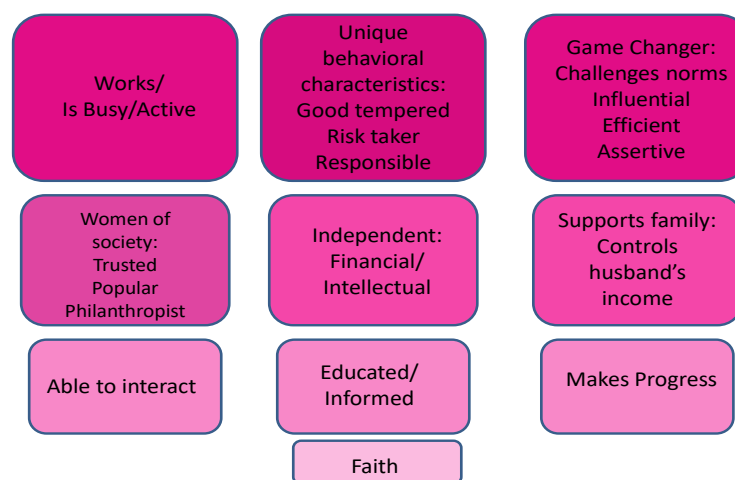 Works/
Is Busy/Active
Unique
behavioral
characteristics:
Good tempered
Risk taker
Responsible
Game Changer:
Challenges norms
Influential
Efficient
Assertive
Women of
society:
Trusted
Popular
Philanthropist
Independent:
Financial/
Intellectual
Supports family:
Controls
husband's
income
Able to interact
Educated/
Informed
Makes Progress
Faith